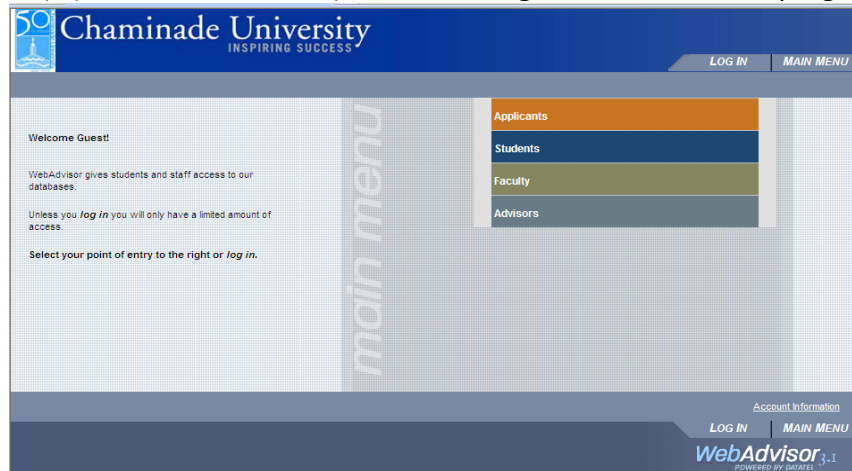 50
Chaminade University
INSPIRING SUCCESS
LOG IN MAIN MENU
main menu
Applicants
Students
Faculty
Advisors
Welcome Guest!
WebAdvisor gives students and staff access to our
databases.
Unless you log in you will only have a limited amount of
access.
Select your point of entry to the right or log in.
Account Information
LOG IN MAIN MENU
WebAdvisor 3.1
POWERED BY DATATEL